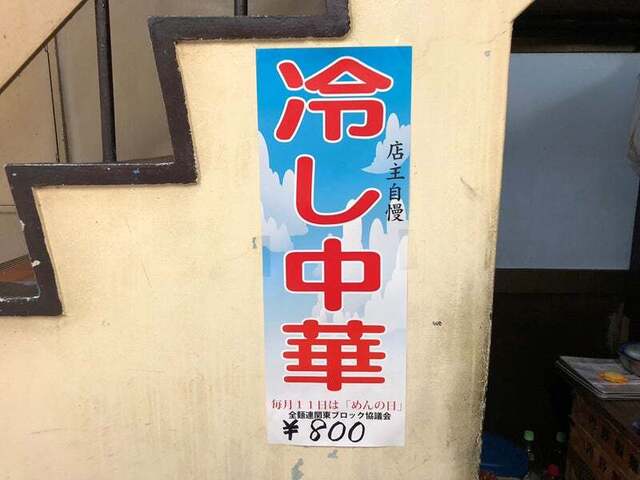 冷し中華
店主自慢
毎月11日は「めんの日」
全麺連関東ブロック協議会
¥800